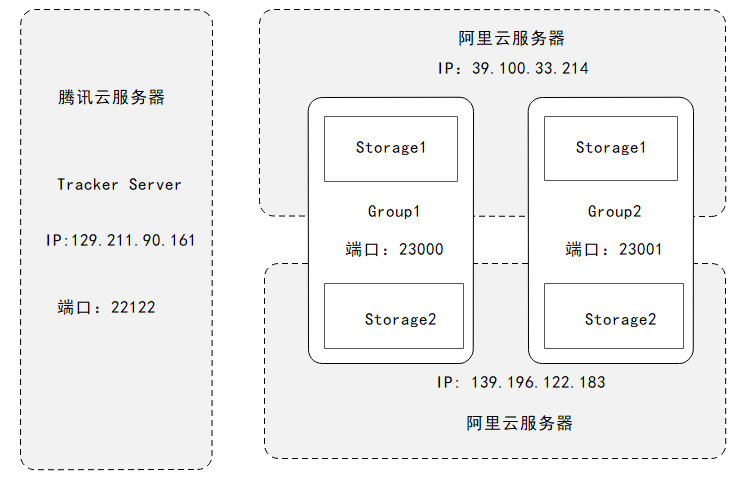 腾讯云服务器
Tracker Server
IP:129.211.90.161
端口：22122
阿里云服务器
IP：39.100.33.214
Storage1
Group1
端口：23000
Storage2
Storage1
Group2
端口：23001
Storage2
IP: 139.196.122.183
阿里云服务器